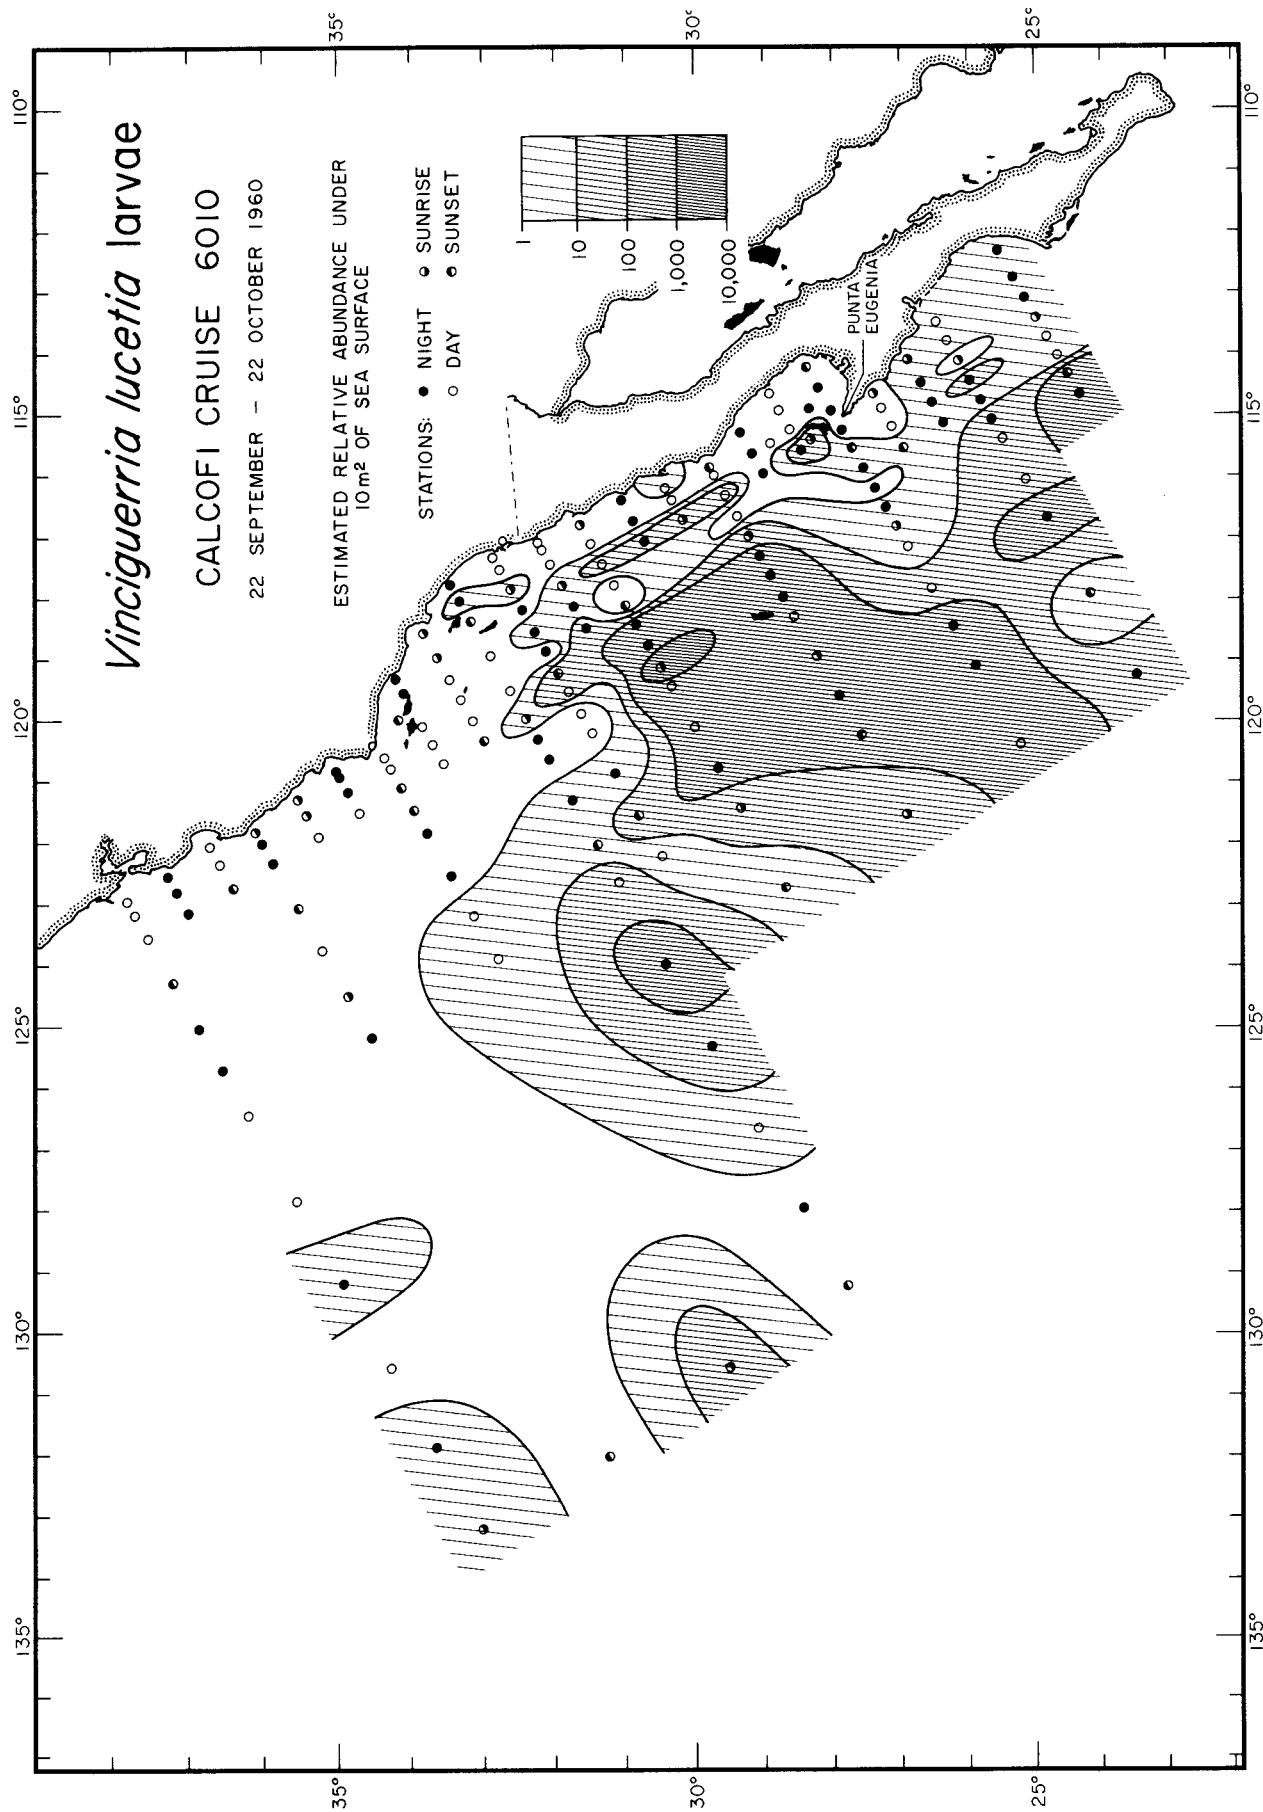 Vinciguerria lucetia larvae
CALCOFI CRUISE 6010
22 SEPTEMBER – 22 OCTOBER 1960
ESTIMATED RELATIVE ABUNDANCE UNDER
10m² OF SEA SURFACE
STATIONS: ● NIGHT SUNRISE
○ DAY SUNSET
1
10
100
1,000
10,000
PUNTA
EUGENIA
135°
130°
125°
120°
115°
110°
35°
30°
25°
35°
30°
25°
135°
130°
125°
120°
115°
110°